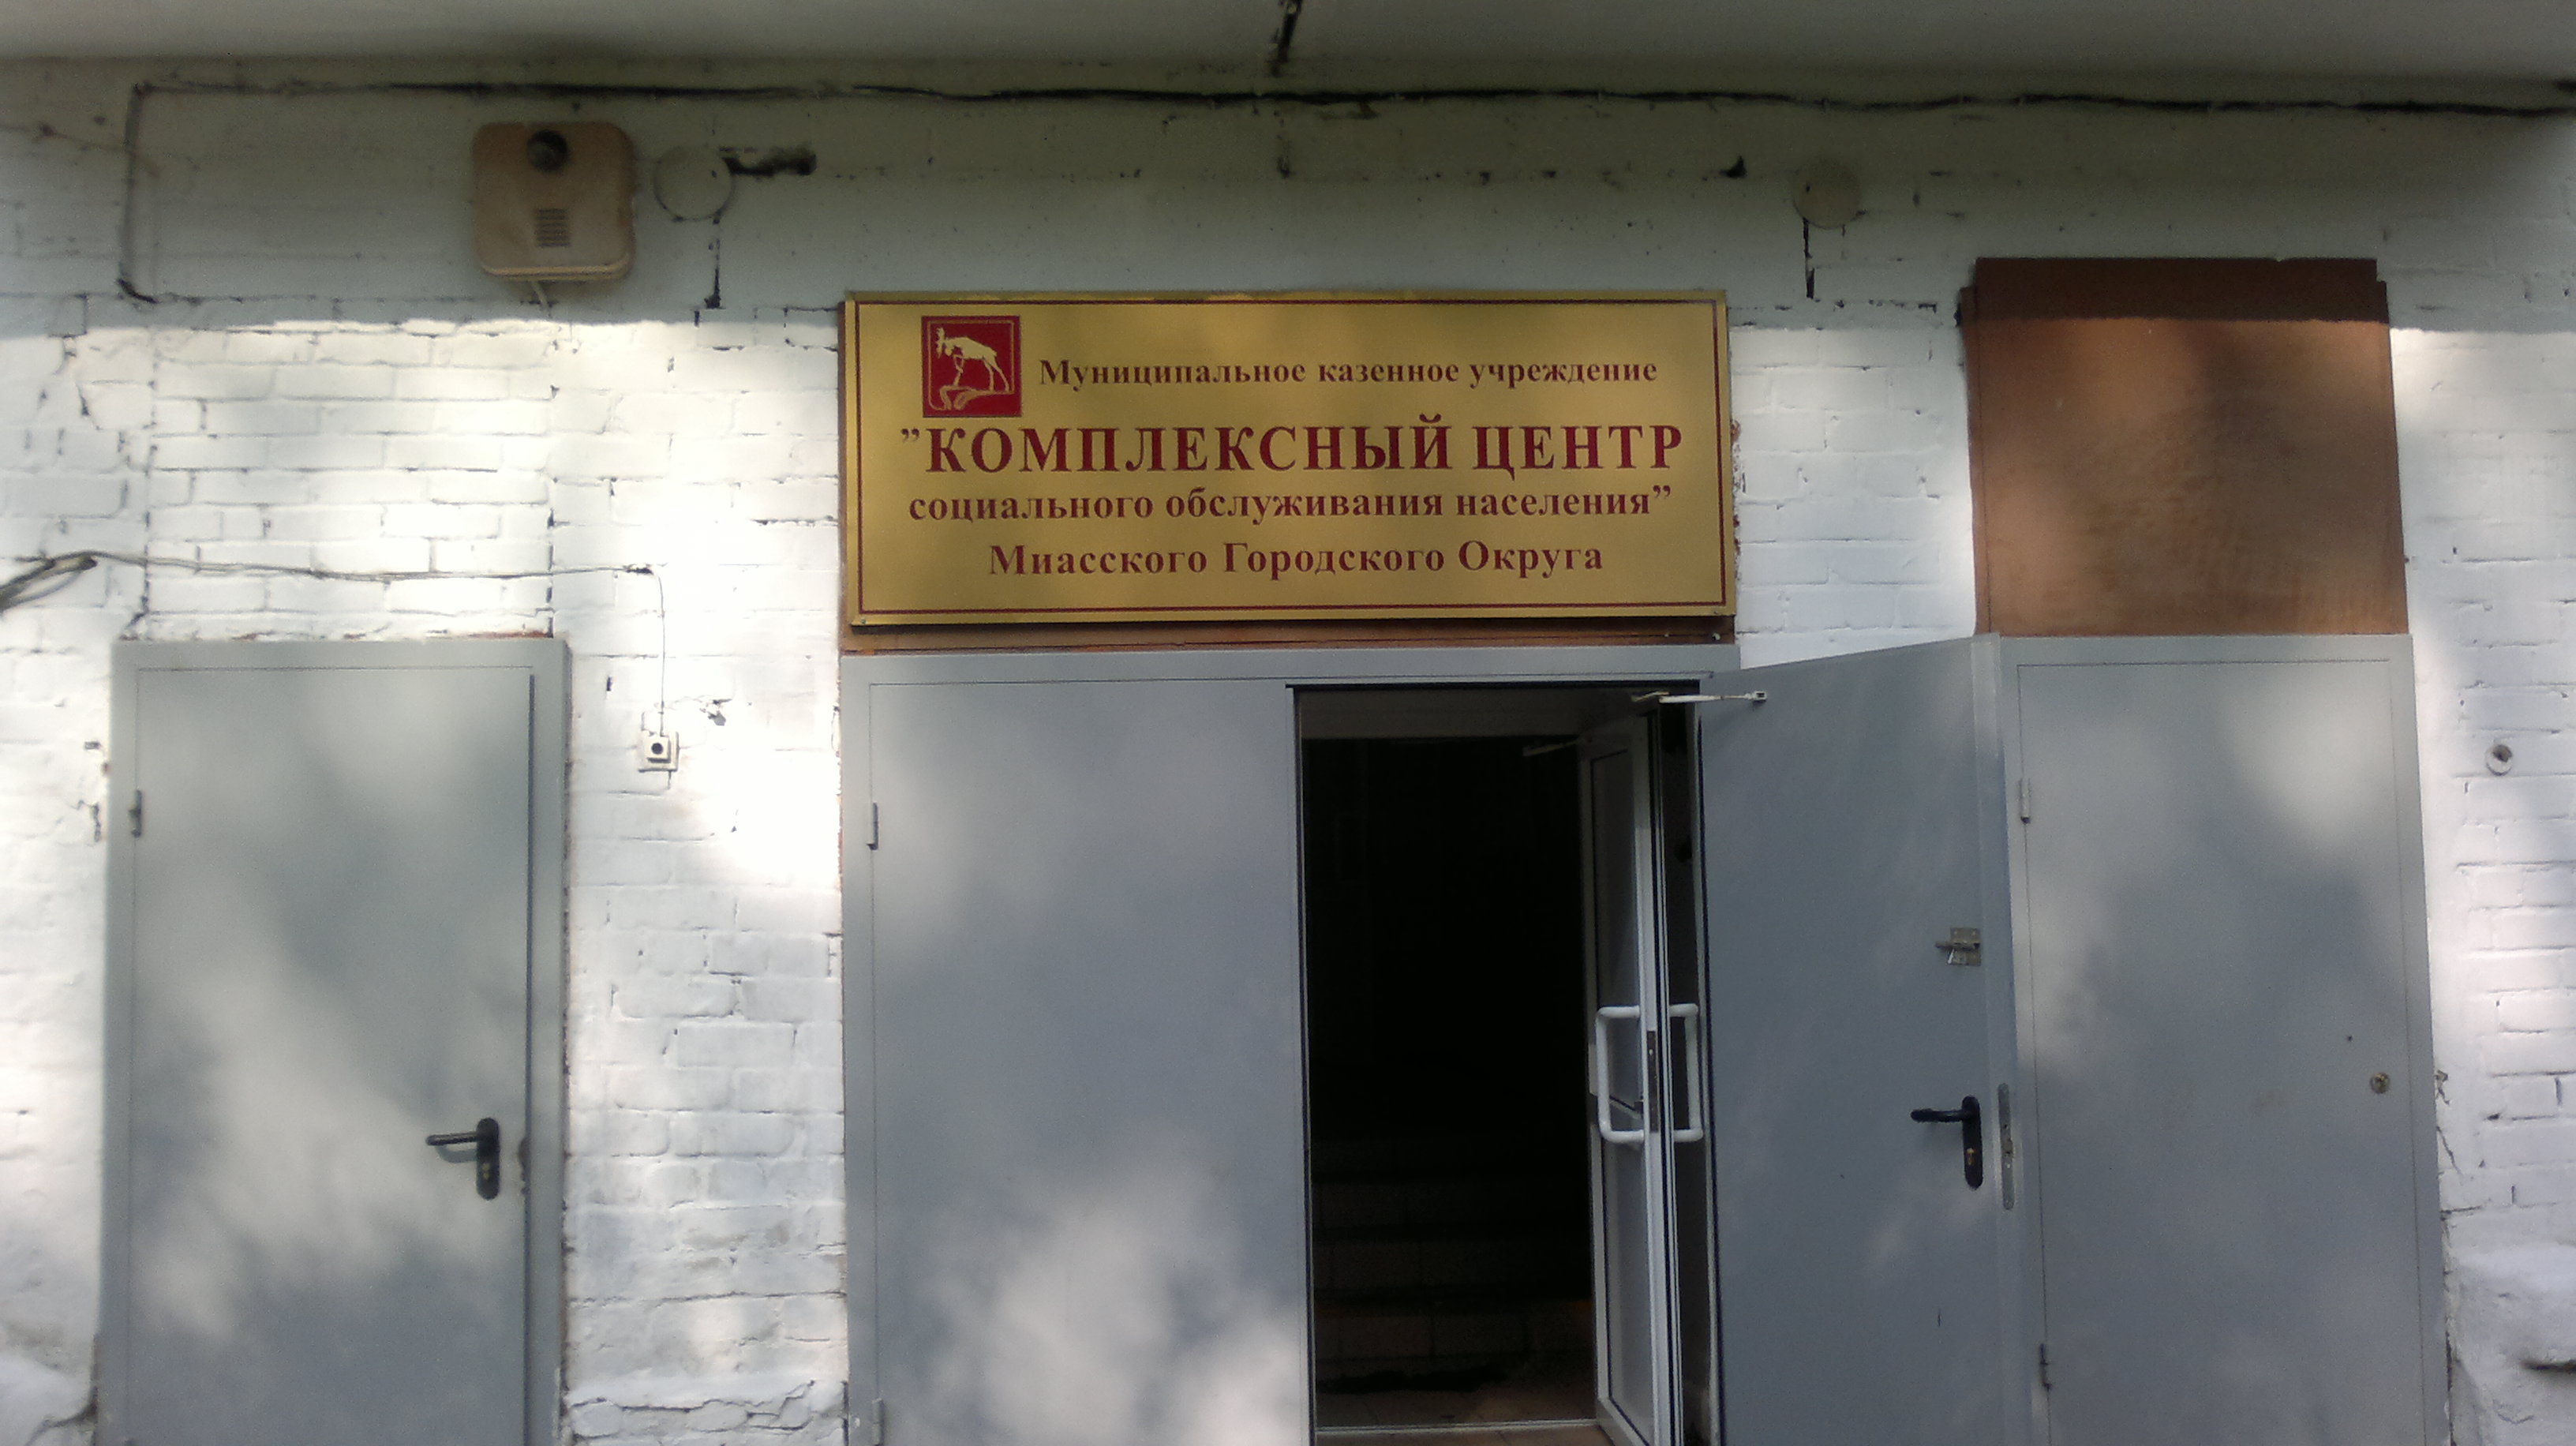 Муниципальное казенное учреждение
"КОМПЛЕКСНЫЙ ЦЕНТР
социального обслуживания населения"
Миасского Городского Округа